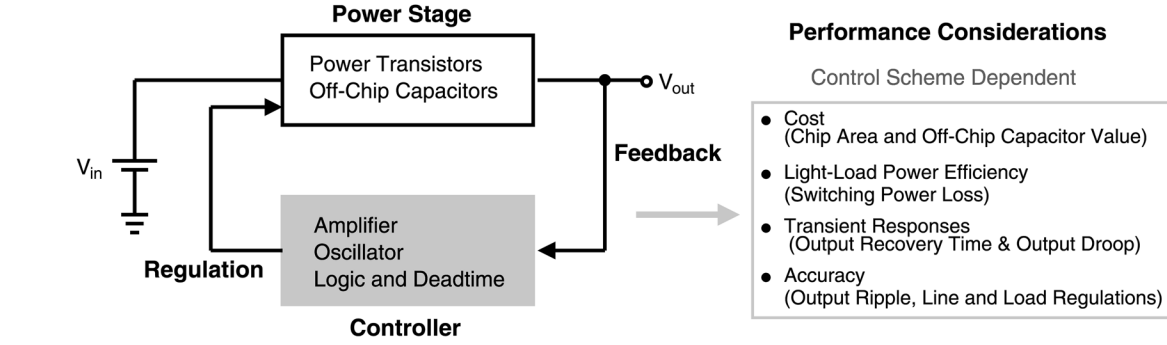 Power Stage
Power Transistors
Off-Chip Capacitors
Vout
Vin
Feedback
Amplifier
Oscillator
Logic and Deadtime
Regulation
Controller
Performance Considerations
Control Scheme Dependent
● Cost
(Chip Area and Off-Chip Capacitor Value)
● Light-Load Power Efficiency
(Switching Power Loss)
● Transient Responses
(Output Recovery Time & Output Droop)
● Accuracy
(Output Ripple, Line and Load Regulations)